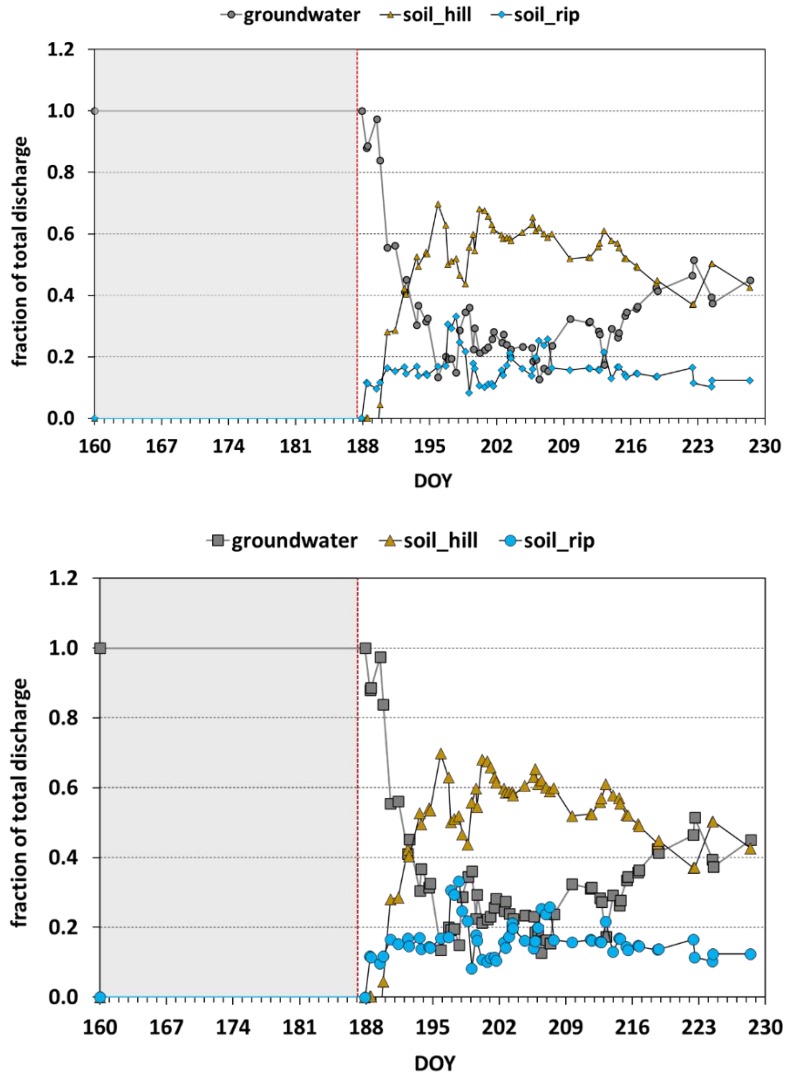 groundwater soil_hill soil_rip
1.2
1.0
0.8
0.6
0.4
0.2
0.0
fraction of total discharge
160 167 174 181 188 195 202 209 216 223 230
DOY
groundwater soil_hill soil_rip
1.2
1.0
0.8
0.6
0.4
0.2
0.0
fraction of total discharge
160 167 174 181 188 195 202 209 216 223 230
DOY